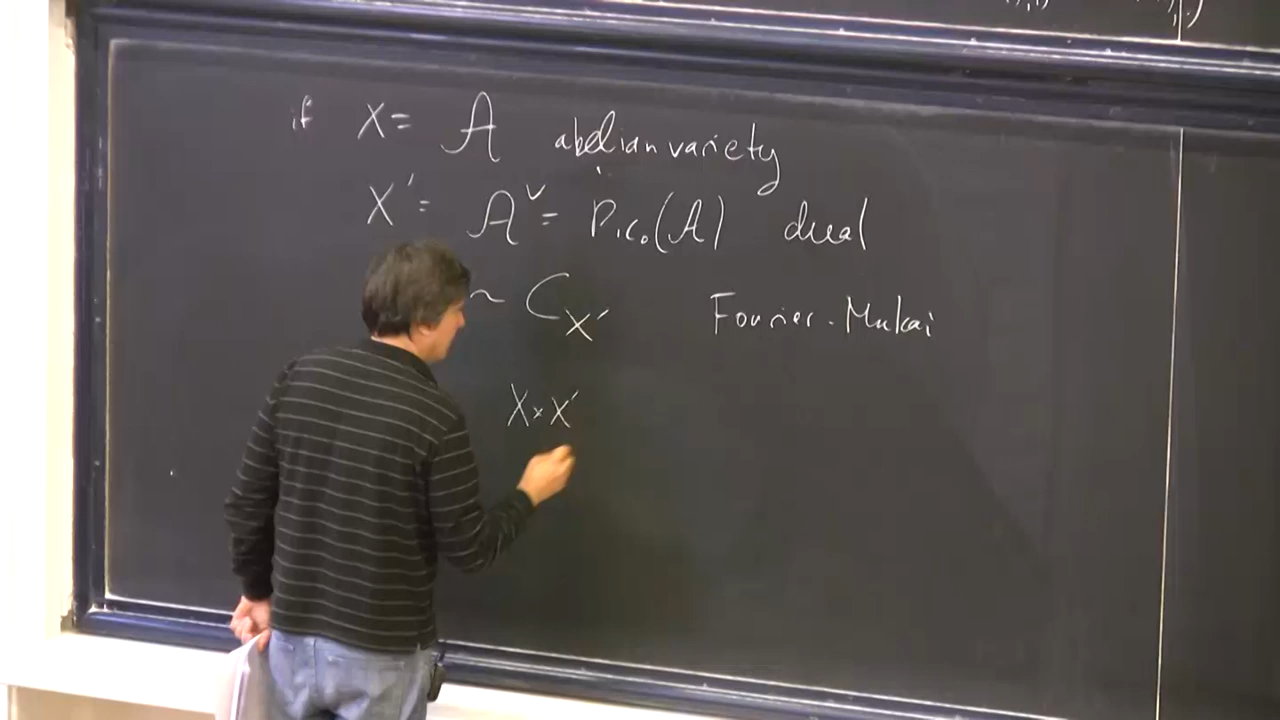 if X = A abelian variety
X' = A^∨ = Pic₀(A) dual
~ C_X' Fourier-Mukai
X × X'